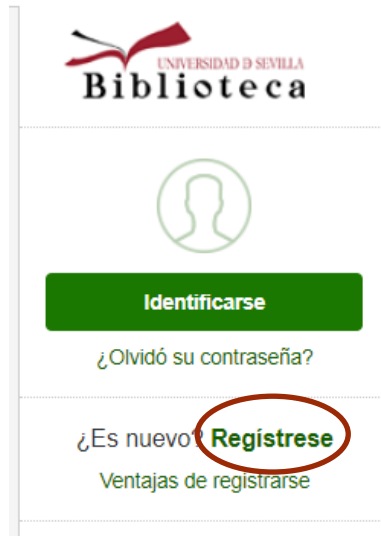 UNIVERSIDAD D SEVILLA
Biblioteca
Identificarse
¿Olvidó su contraseña?
¿Es nuevo? Regístrese
Ventajas de registrarse